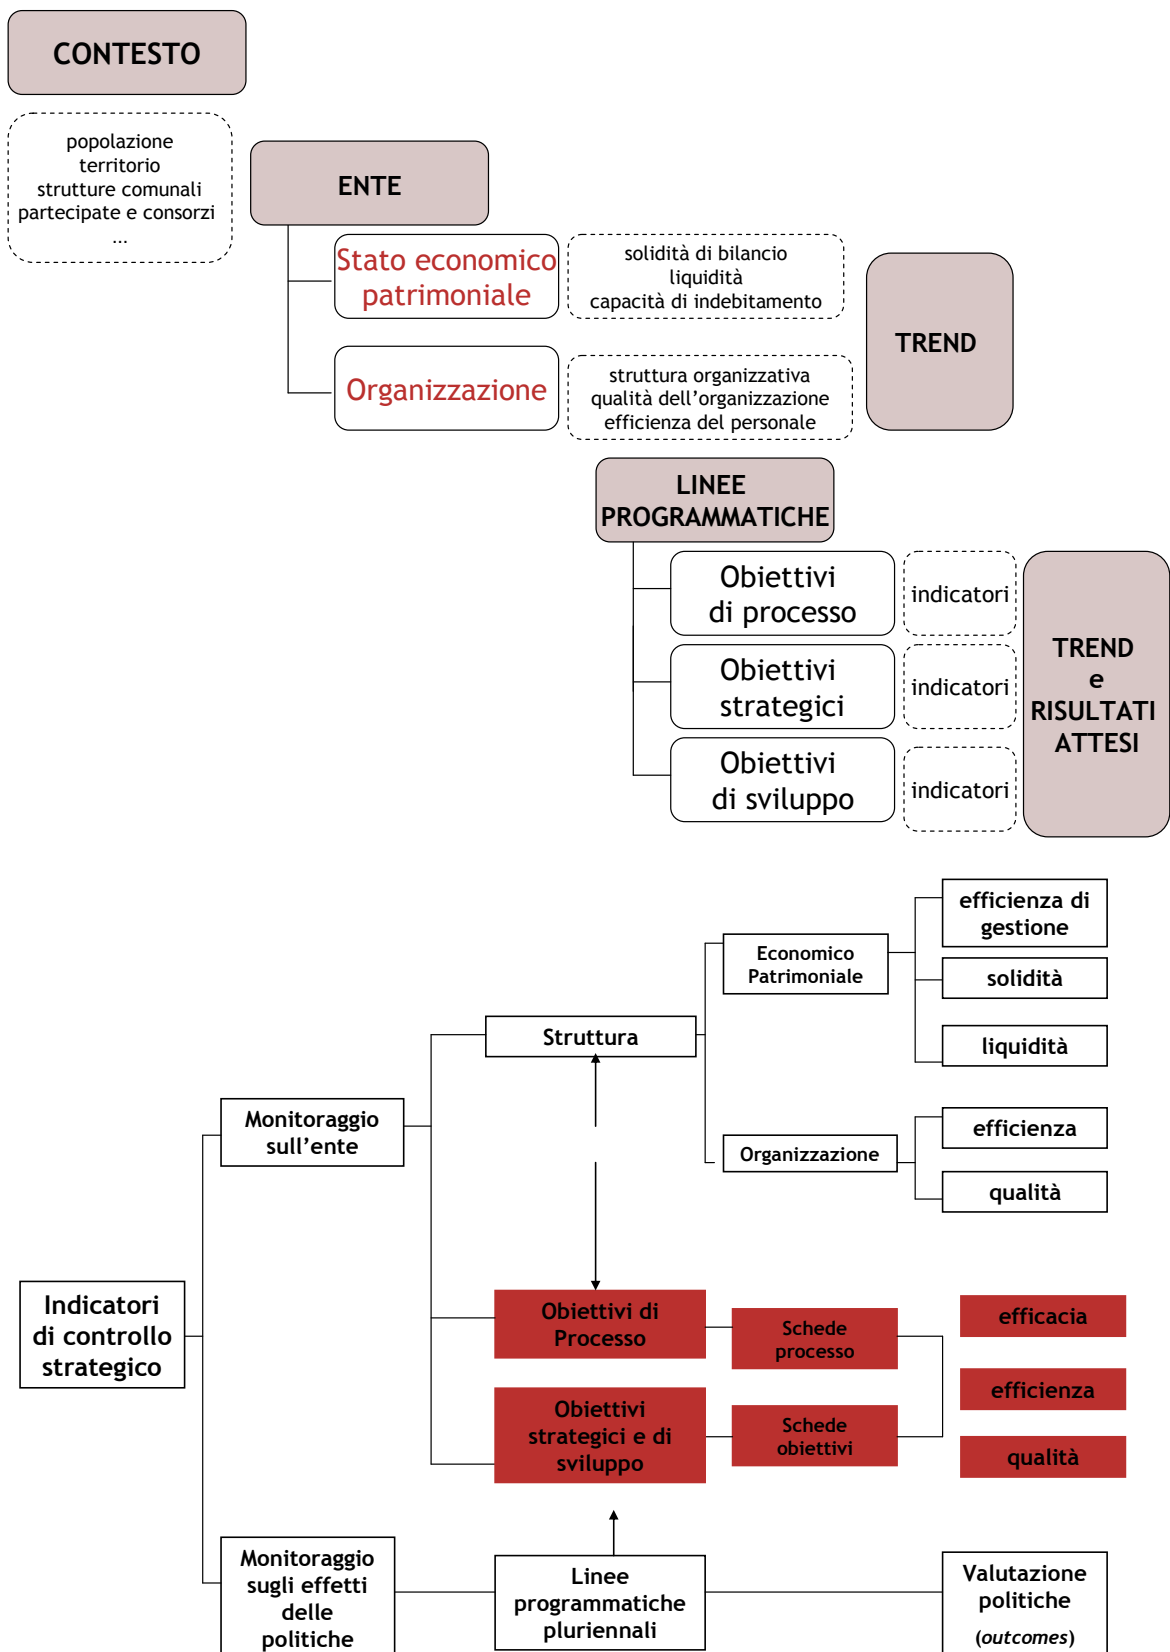 CONTESTO
popolazione
territorio
strutture comunali
partecipate e consorzi
...
ENTE
Stato economico
patrimoniale
solidità di bilancio
liquidità
capacità di indebitamento
Organizzazione
struttura organizzativa
qualità dell’organizzazione
efficienza del personale
TREND
LINEE
PROGRAMMATICHE
Obiettivi
di processo
indicatori
Obiettivi
strategici
indicatori
Obiettivi
di sviluppo
indicatori
TREND
e
RISULTATI
ATTESI
Indicatori
di controllo
strategico
Monitoraggio
sull’ente
Struttura
Economico
Patrimoniale
efficienza di
gestione
solidità
liquidità
Organizzazione
efficienza
qualità
Obiettivi di
Processo
Schede
processo
Obiettivi
strategici e di
sviluppo
Schede
obiettivi
efficacia
efficienza
qualità
Monitoraggio
sugli effetti
delle
politiche
Linee
programmatiche
pluriennali
Valutazione
politiche
(outcomes)